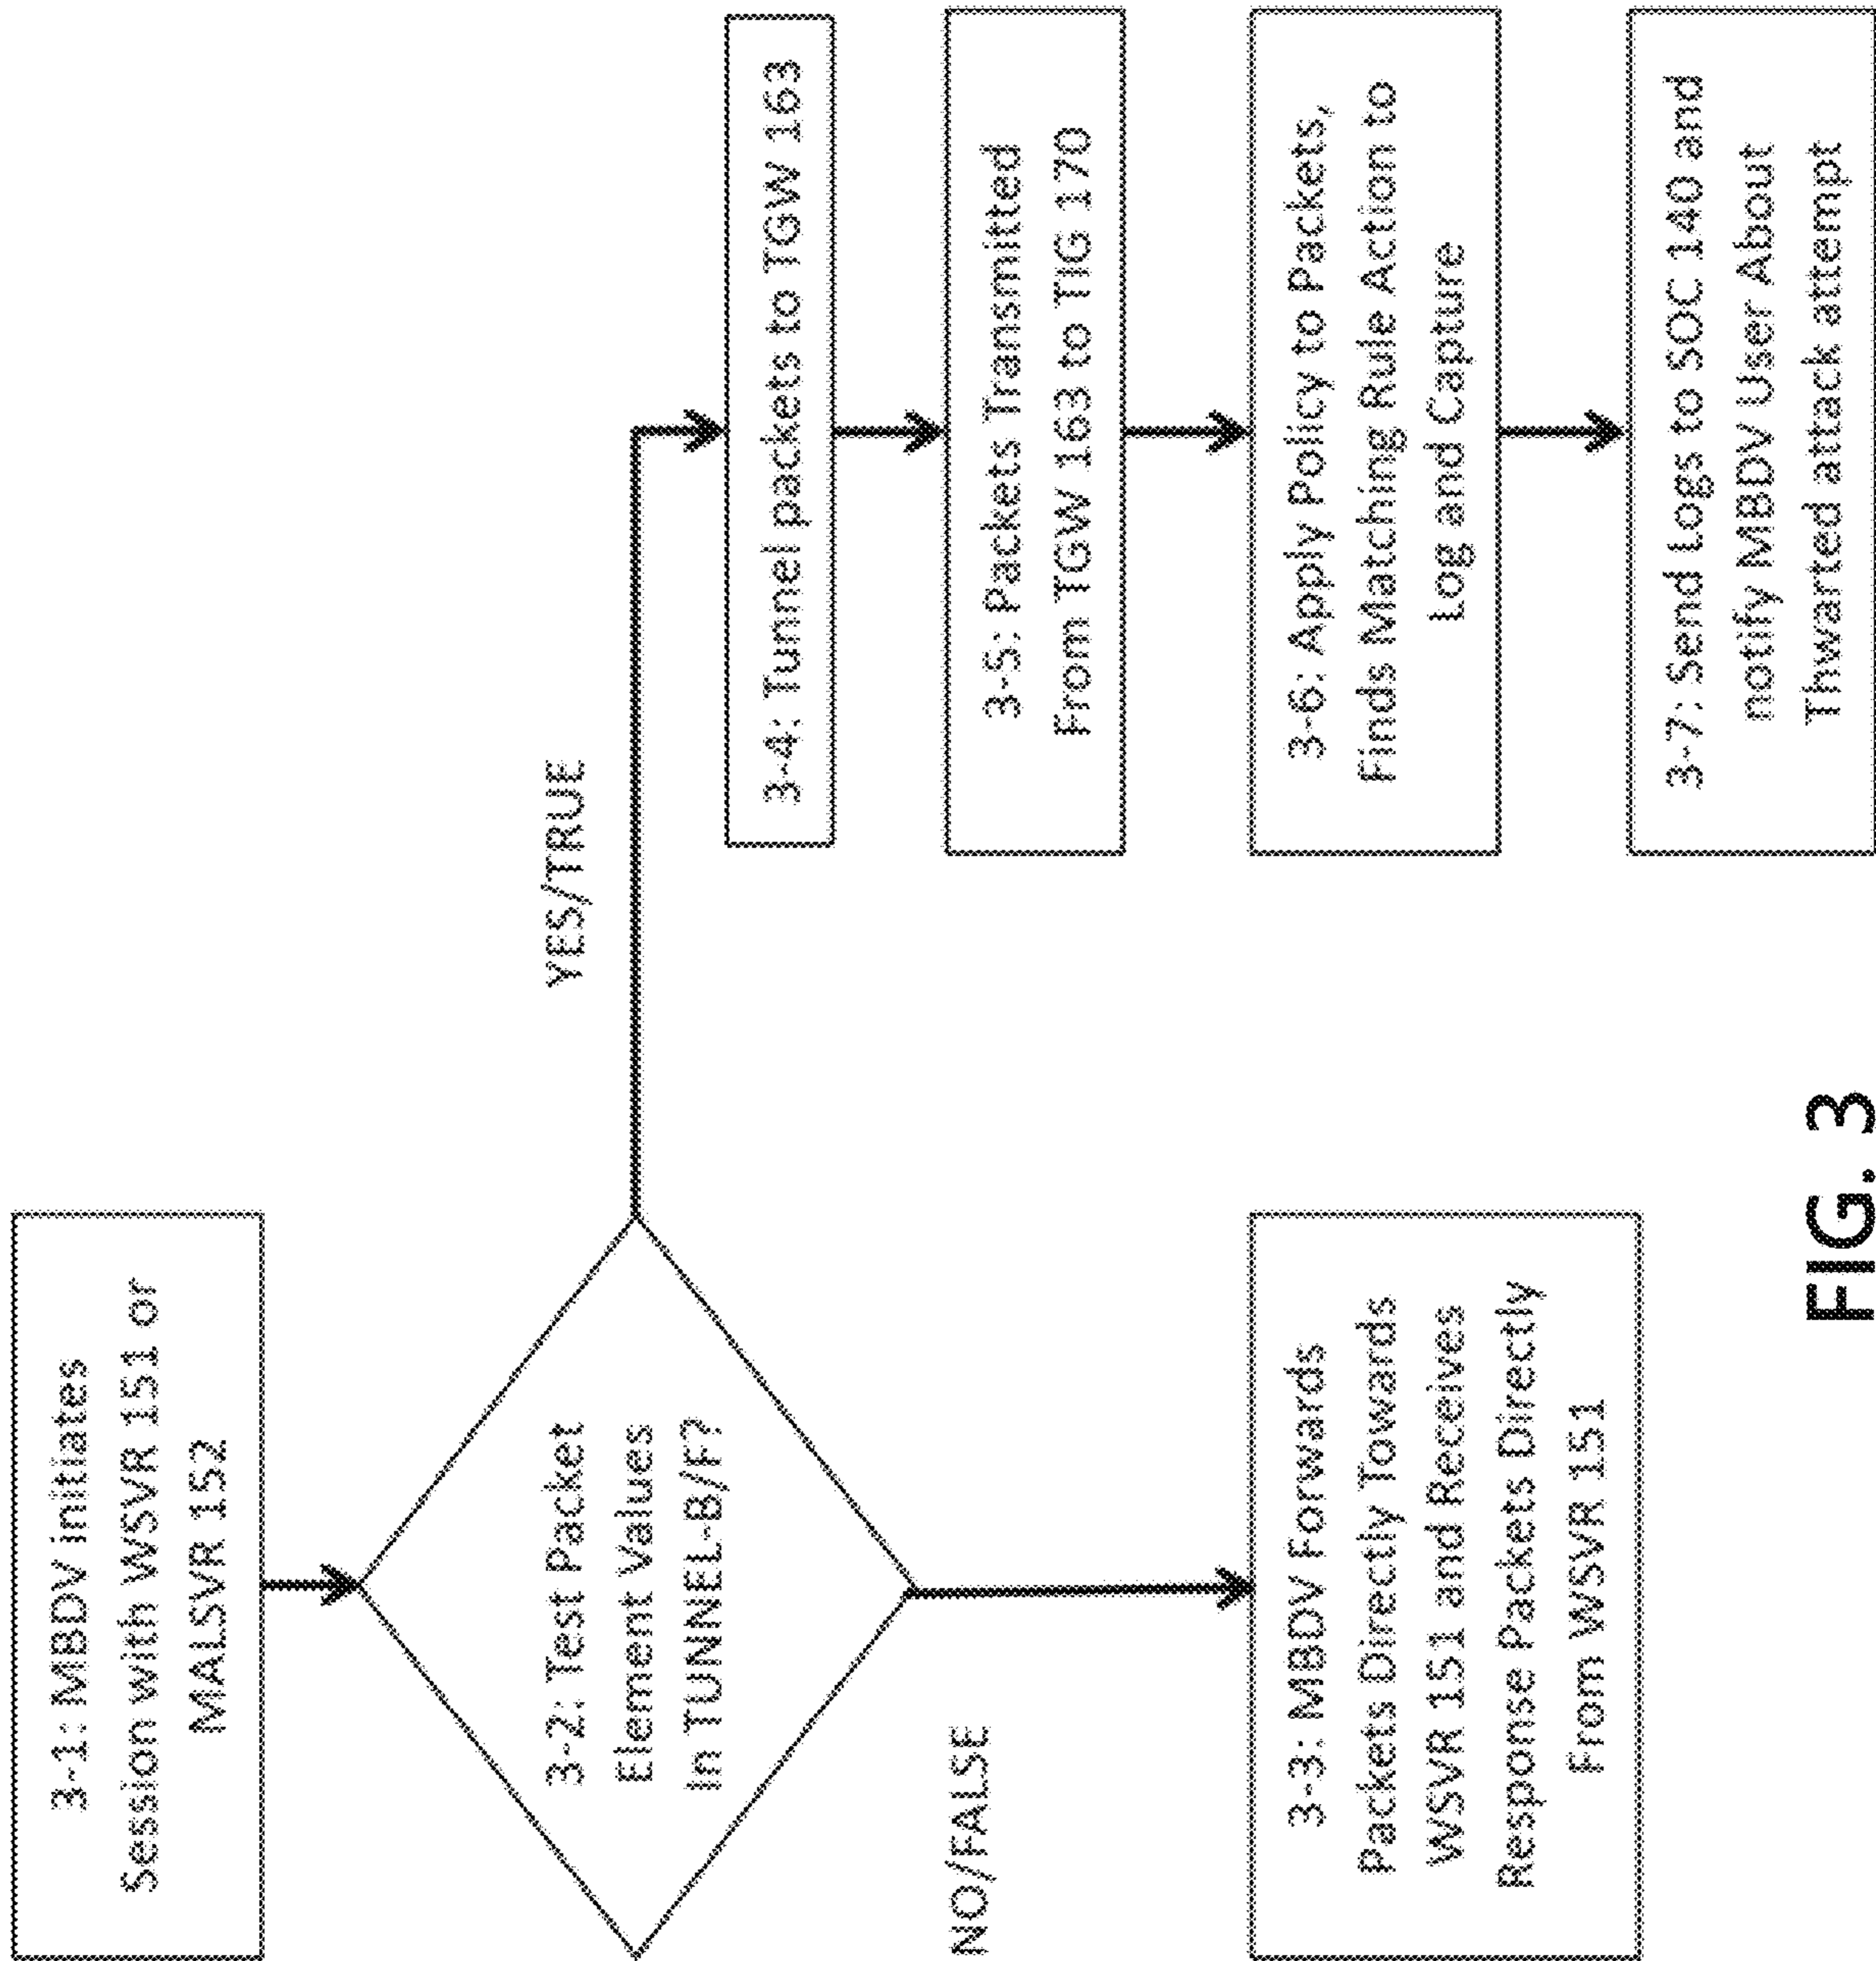 3-1: MBDV initiates
Session with WSVR 151 or
MALSVR 152
3-2: Test Packet
Element Values
In TUNNEL-B/F?
YES/TRUE
NO/FALSE
3-3: MBDV Forwards
Packets Directly Towards
WSVR 151 and Receives
Response Packets Directly
From WSVR 151
3-4: Tunnel packets to TGW 163
3-5: Packets Transmitted
From TGW 163 to TIG 170
3-6: Apply Policy to Packets,
Finds Matching Rule Action to
Log and Capture
3-7: Send Logs to SOC 140 and
notify MBDV User About
Thwarted attack attempt
FIG. 3